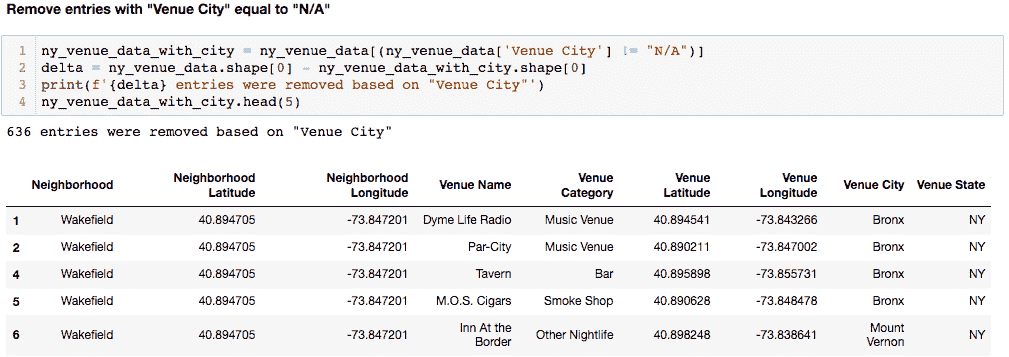 Remove entries with "Venue City" equal to "N/A"
1 ny_venue_data_with_city = ny_venue_data[(ny_venue_data['Venue City'] != "N/A")]
2 delta = ny_venue_data.shape[0] - ny_venue_data_with_city.shape[0]
3 print(f'{delta} entries were removed based on "Venue City"')
4 ny_venue_data_with_city.head(5)
636 entries were removed based on "Venue City"
Neighborhood Neighborhood Latitude Neighborhood Longitude Venue Name Venue Category Venue Latitude Venue Longitude Venue City Venue State
1 Wakefield 40.894705 -73.847201 Dyme Life Radio Music Venue 40.894541 -73.843266 Bronx NY
2 Wakefield 40.894705 -73.847201 Par-City Music Venue 40.890211 -73.847002 Bronx NY
4 Wakefield 40.894705 -73.847201 Tavern Bar 40.895898 -73.855731 Bronx NY
5 Wakefield 40.894705 -73.847201 M.O.S. Cigars Smoke Shop 40.890628 -73.848478 Bronx NY
6 Wakefield 40.894705 -73.847201 Inn At the Border Other Nightlife 40.898248 -73.838641 Mount Vernon NY